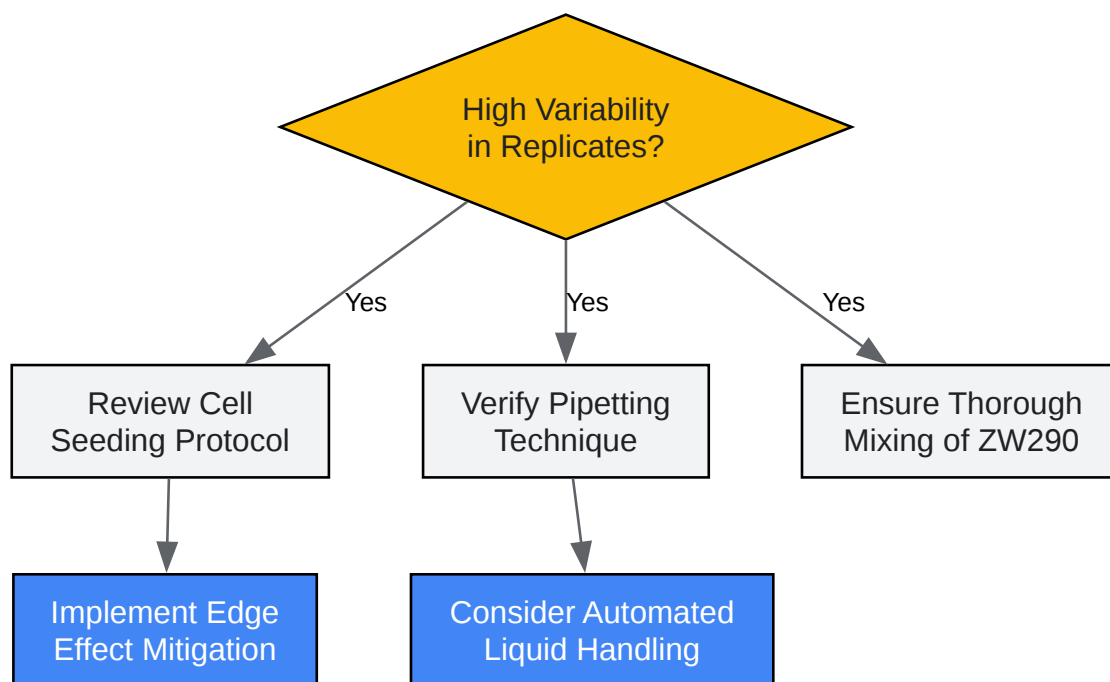 High Variability
in Replicates?
Yes
Yes
Yes
Review Cell
Seeding Protocol
Verify Pipetting
Technique
Ensure Thorough
Mixing of ZW290
Implement Edge
Effect Mitigation
Consider Automated
Liquid Handling